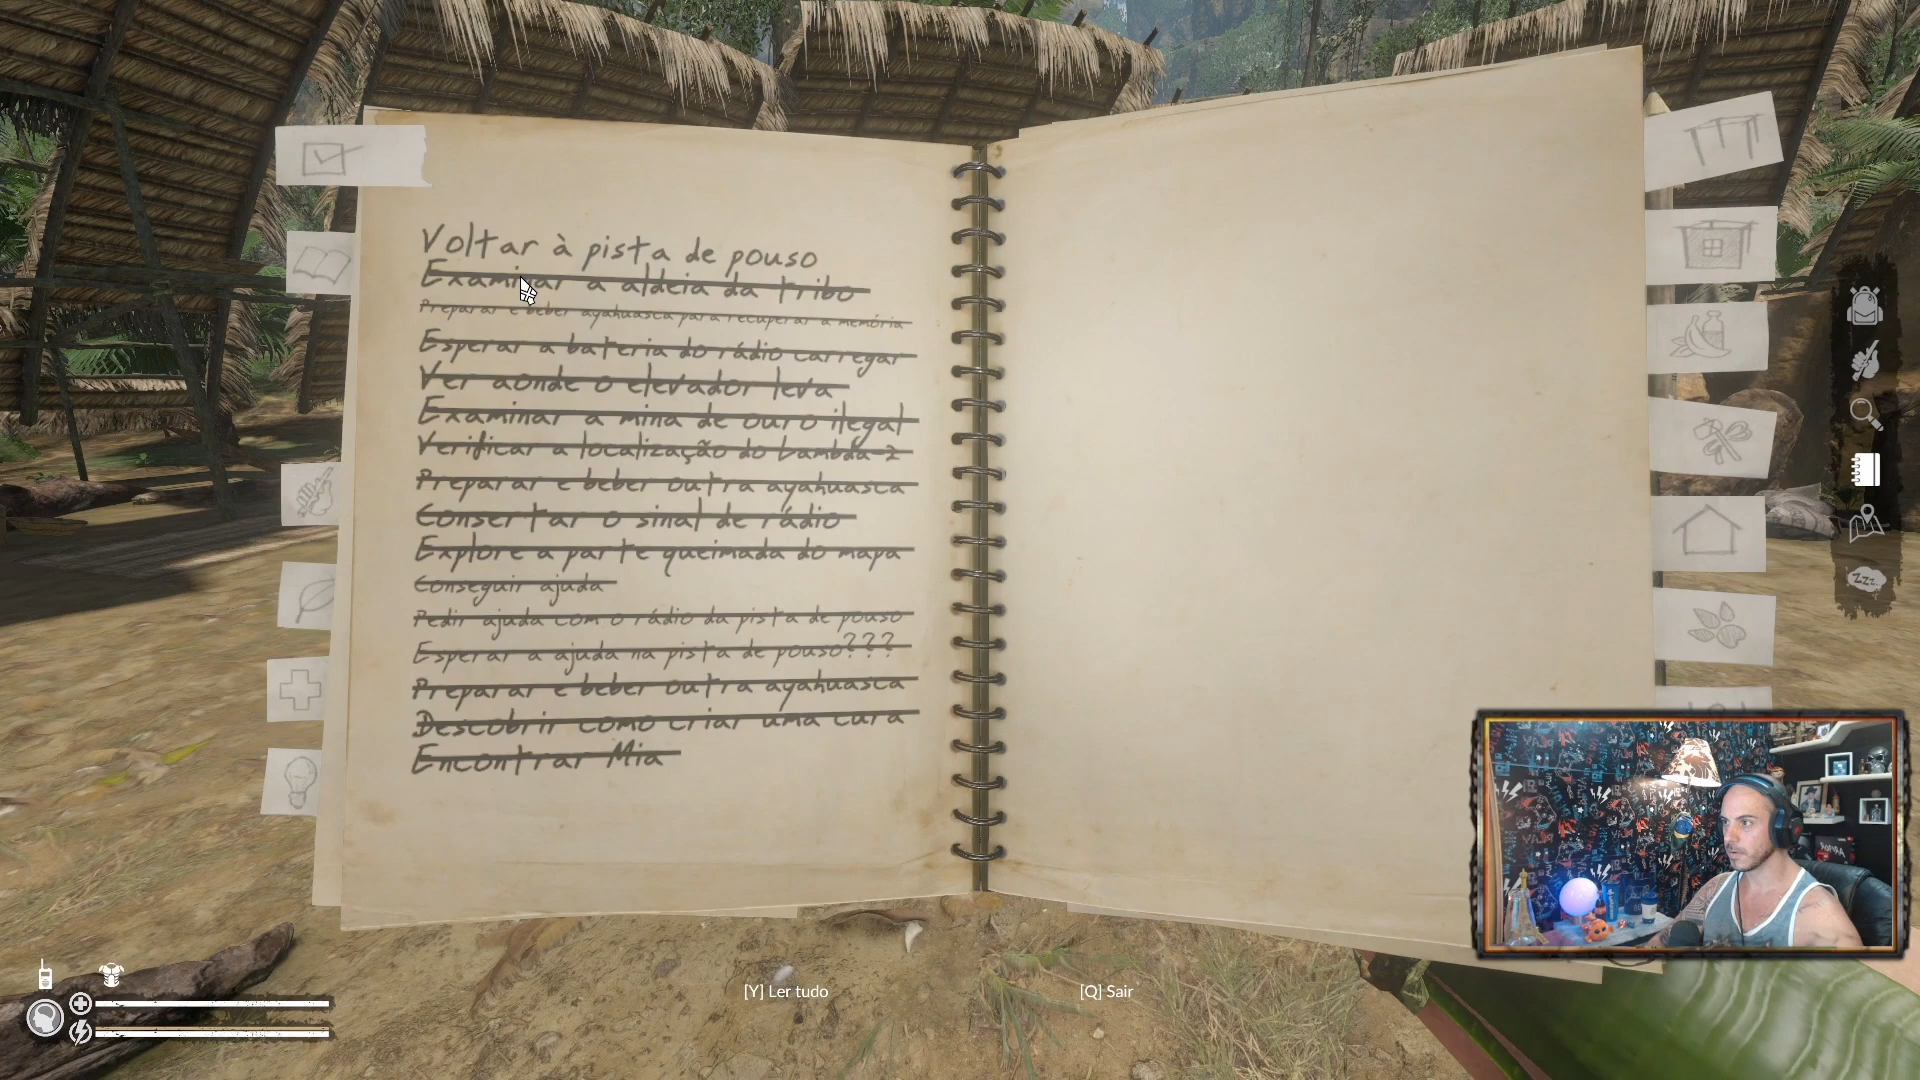 Voltar à pista de pouso
Examinar a aldeia da tribo
Preparar e beber ayahuasca para recuperar a memória
Esperar a bateria do rádio carregar
Ver aonde o elevador leva
Examinar a mina de ouro ilegal
Verificar a localização do Lambda-2
Preparar e beber outra ayahuasca
Consertar o sinal de rádio
Explore a parte queimada do mapa
Conseguir ajuda
Pedir ajuda com o rádio da pista de pouso
Esperar a ajuda na pista de pouso???
Preparar e beber outra ayahuasca
Descobrir como criar uma cura
Encontrar Mia
zzz..
[Y] Ler tudo
[Q] Sair